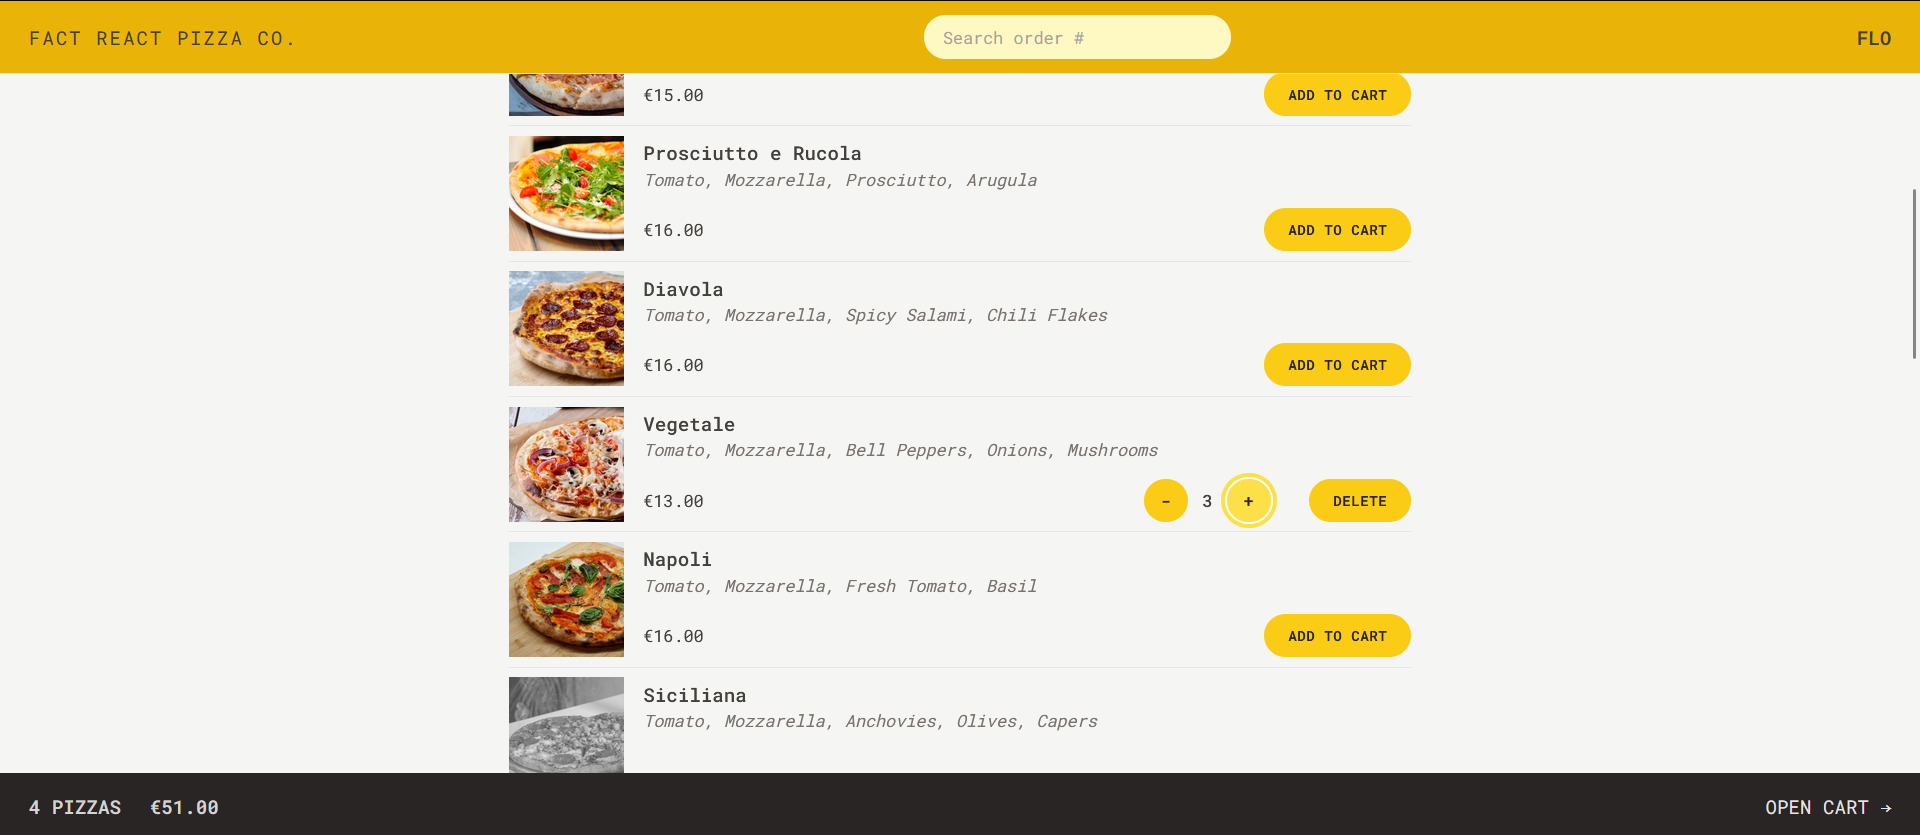 FACT REACT PIZZA CO.
Search order #
FLO
€15.00
ADD TO CART
Prosciutto e Rucola
Tomato, Mozzarella, Prosciutto, Arugula
€16.00
ADD TO CART
Diavola
Tomato, Mozzarella, Spicy Salami, Chili Flakes
€16.00
ADD TO CART
Vegetale
Tomato, Mozzarella, Bell Peppers, Onions, Mushrooms
€13.00
- 3 +
DELETE
Napoli
Tomato, Mozzarella, Fresh Tomato, Basil
€16.00
ADD TO CART
Siciliana
Tomato, Mozzarella, Anchovies, Olives, Capers
4 PIZZAS €51.00
OPEN CART →